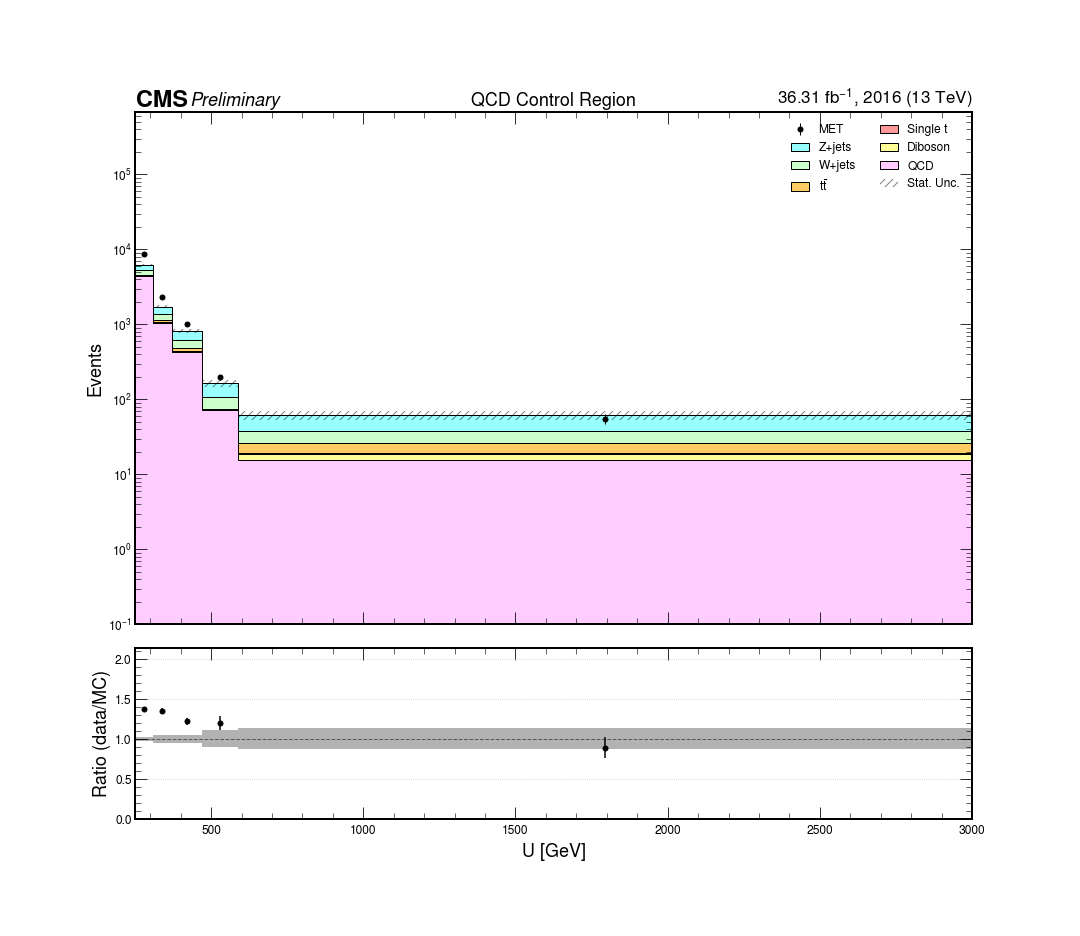 CMS Preliminary QCD Control Region 36.31 fb⁻¹, 2016 (13 TeV)
MET Single t
Z+jets Diboson
W+jets QCD
tt̄ Stat. Unc.
10⁵
10⁴
10³
10²
10¹
10⁰
10⁻¹
Events
2.0
1.5
1.0
0.5
0.0
Ratio (data/MC)
500 1000 1500 2000 2500 3000
U [GeV]